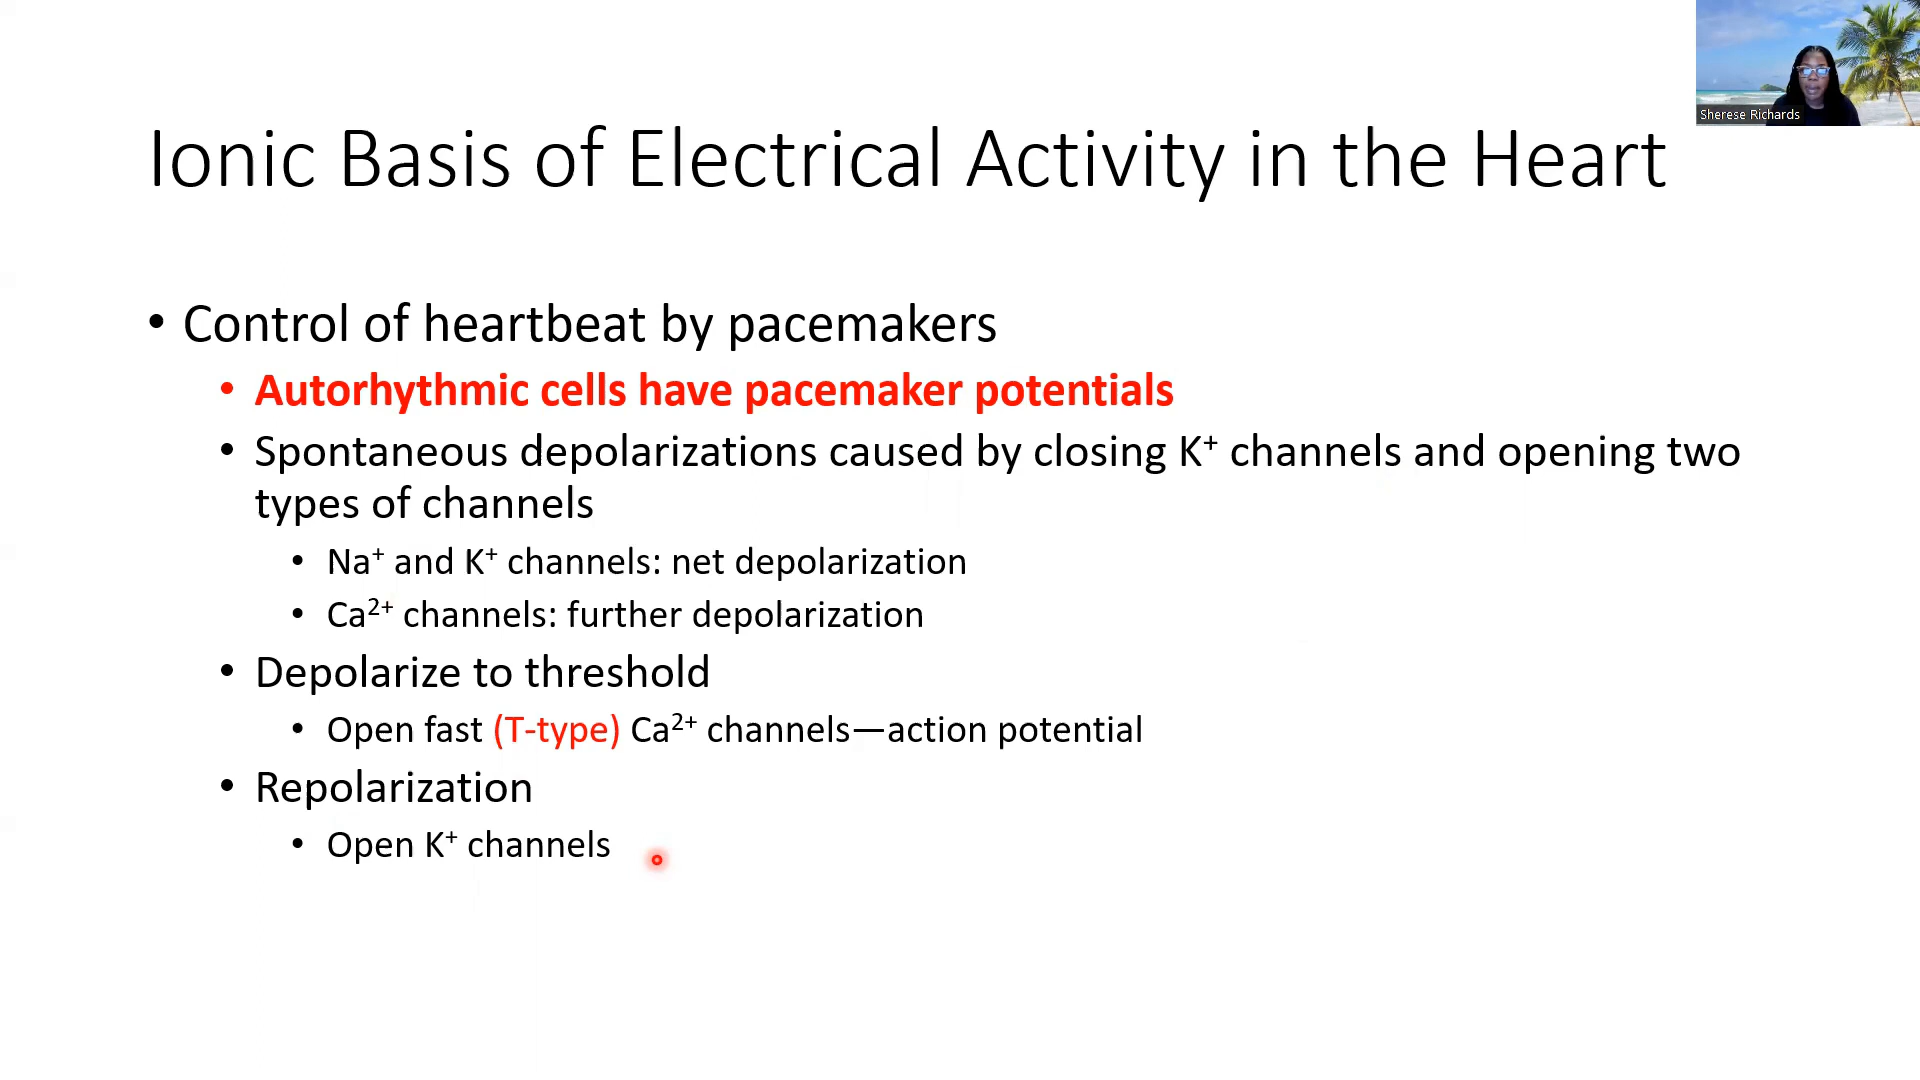 Sherese Richards
Ionic Basis of Electrical Activity in the Heart
• Control of heartbeat by pacemakers
• Autorhythmic cells have pacemaker potentials
• Spontaneous depolarizations caused by closing K⁺ channels and opening two
types of channels
• Na⁺ and K⁺ channels: net depolarization
• Ca²⁺ channels: further depolarization
• Depolarize to threshold
• Open fast (T-type) Ca²⁺ channels—action potential
• Repolarization
• Open K⁺ channels